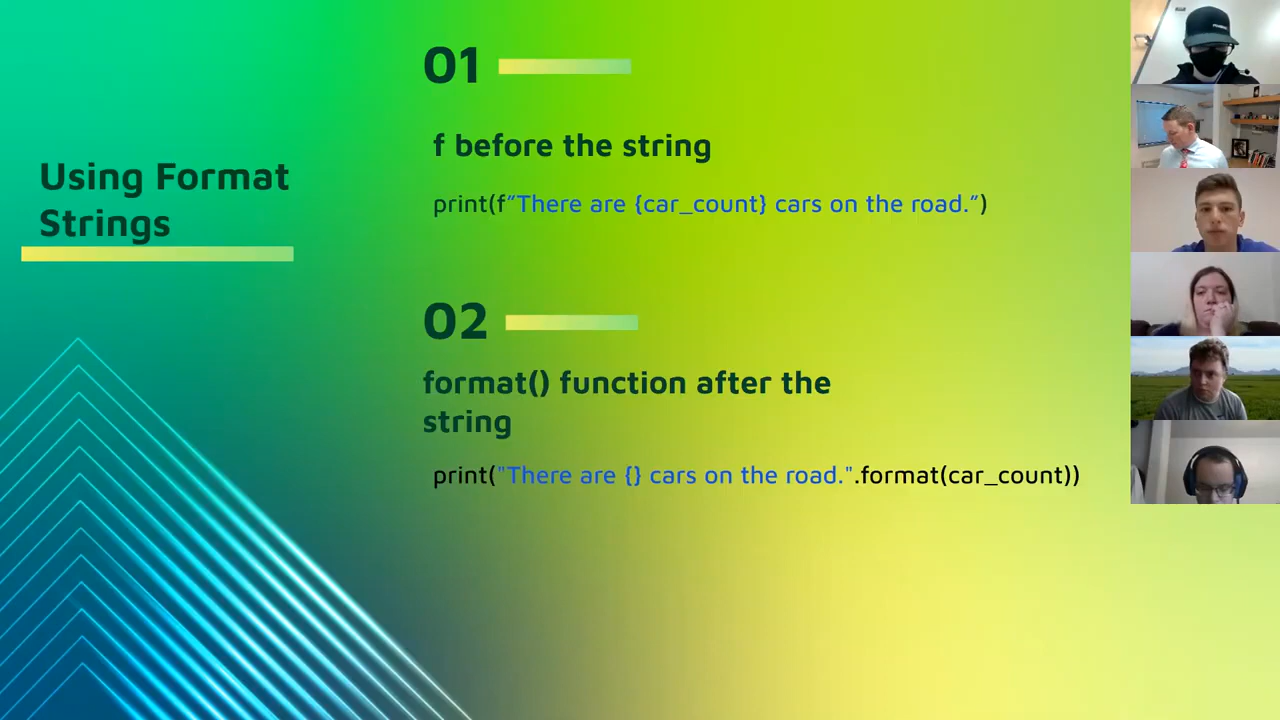 Using Format
Strings
01
f before the string
print(f”There are {car_count} cars on the road.”)
02
format() function after the
string
print("There are {} cars on the road.".format(car_count))